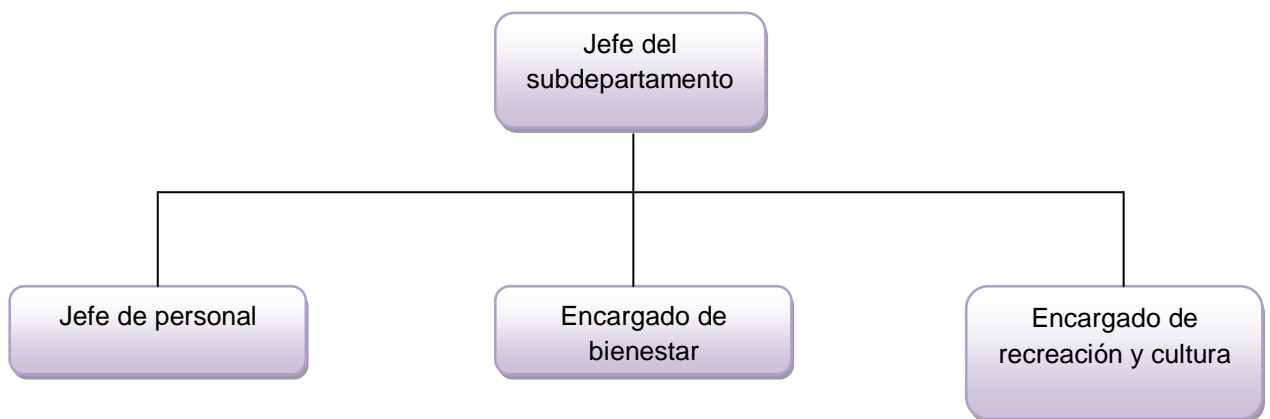 Jefe del
subdepartamento
Jefe de personal
Encargado de
bienestar
Encargado de
recreación y cultura